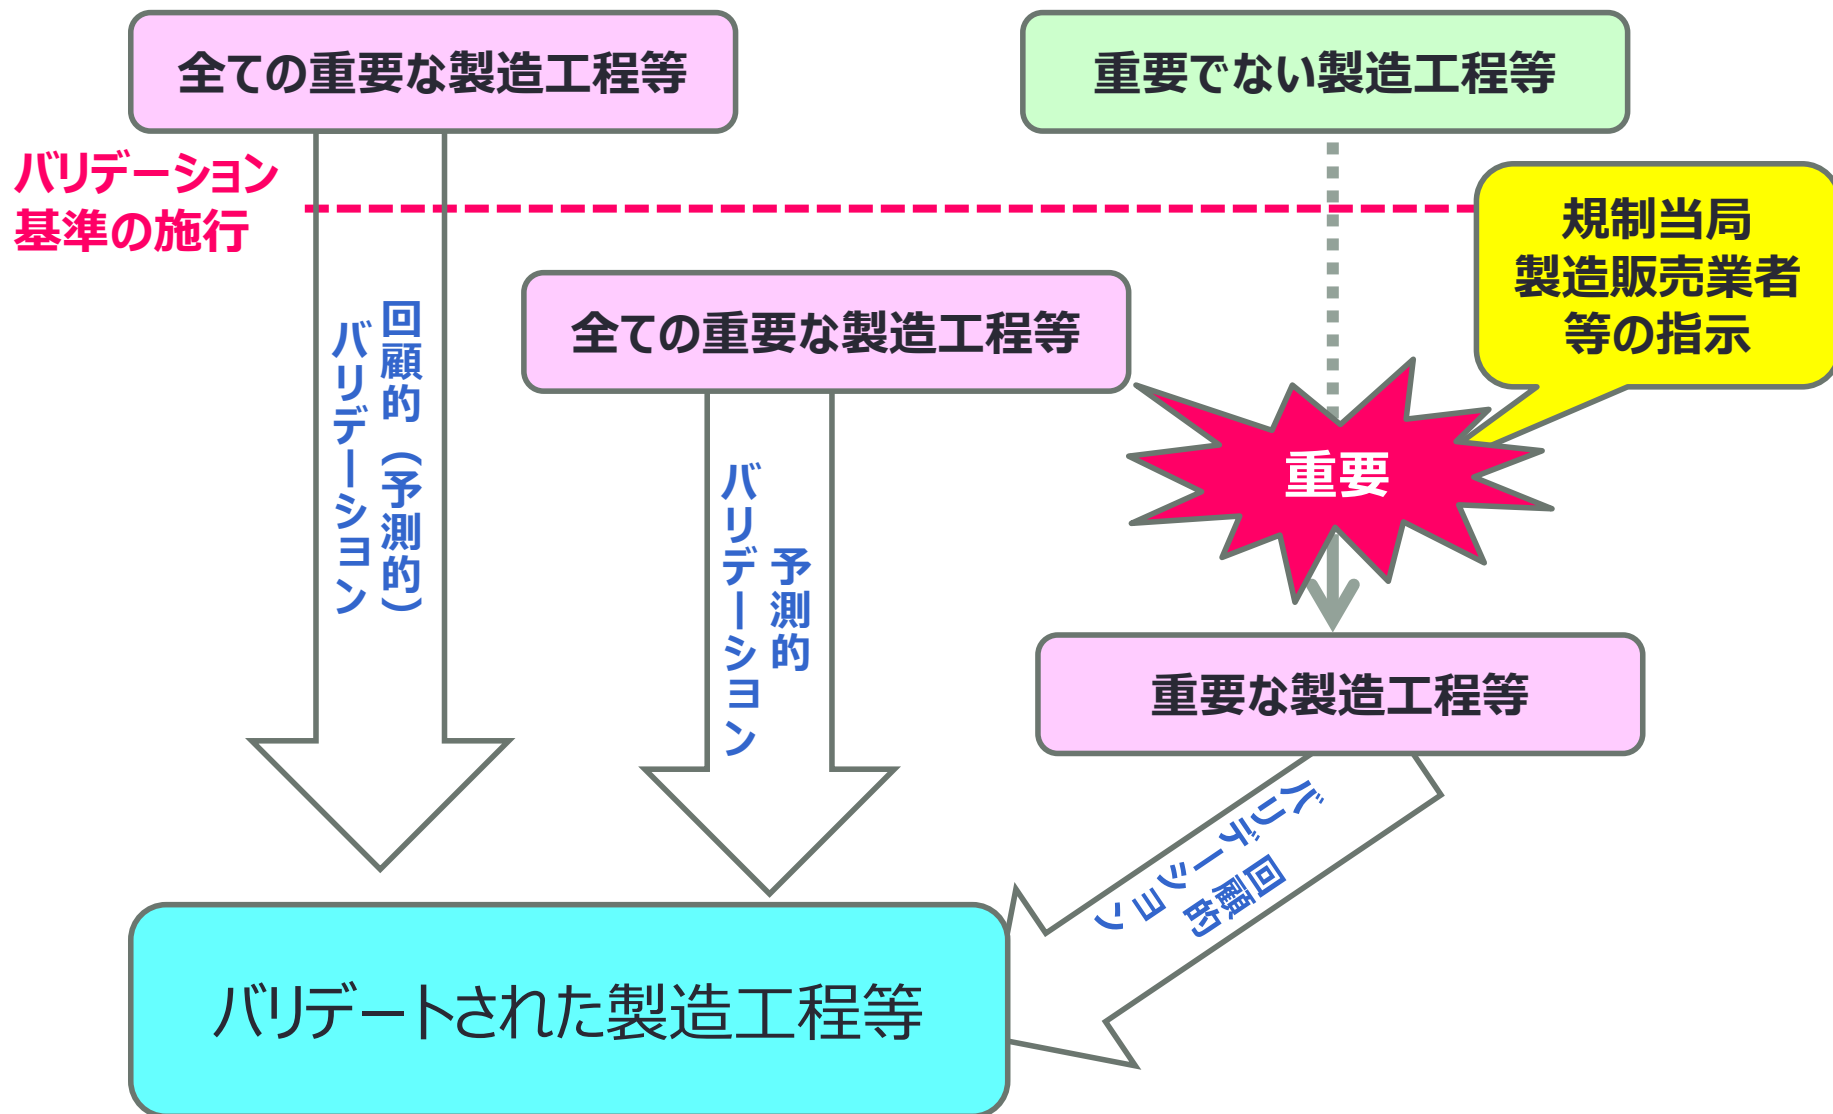 全ての重要な製造工程等
重要でない製造工程等
バリデーション
基準の施行
規制当局
製造販売業者
等の指示
全ての重要な製造工程等
回顧的（予測的）
バリデーション
予測的
バリデーション
重要
重要な製造工程等
回顧的
バリデーション
バリデートされた製造工程等